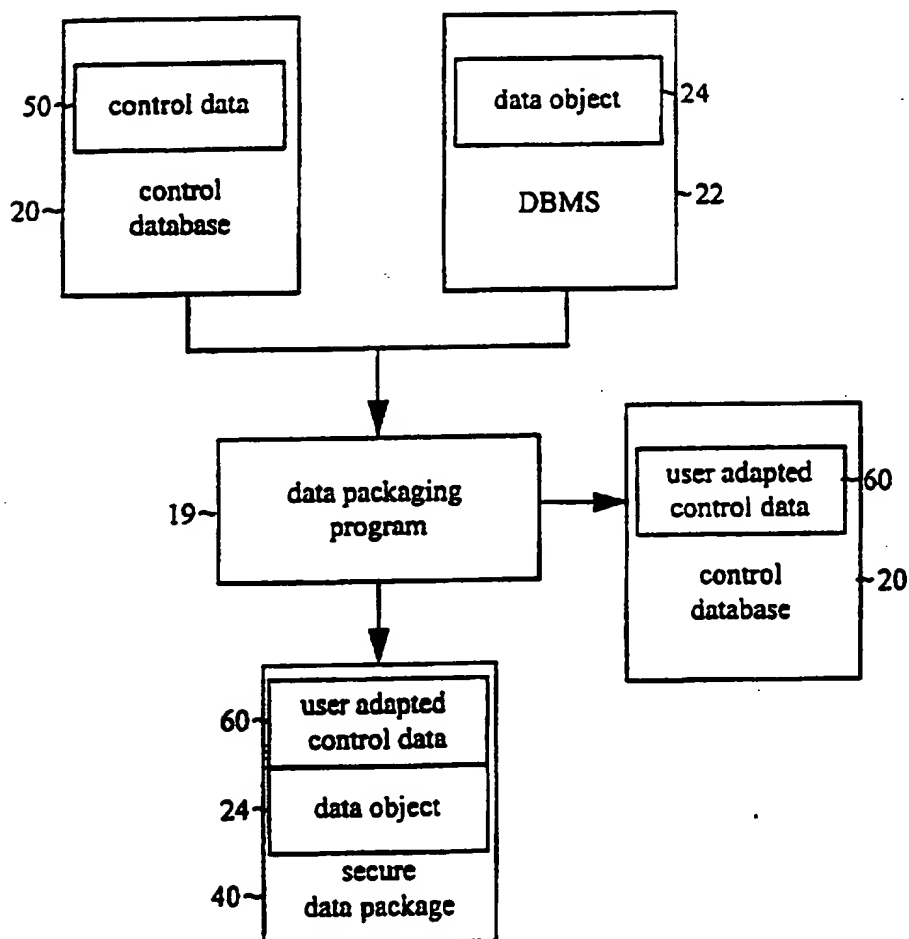 50
control data
20
control
database
data object
24
DBMS
22
19
data packaging
program
user adapted
control data
60
control
database
20
60
user adapted
control data
24
data object
40
secure
data package